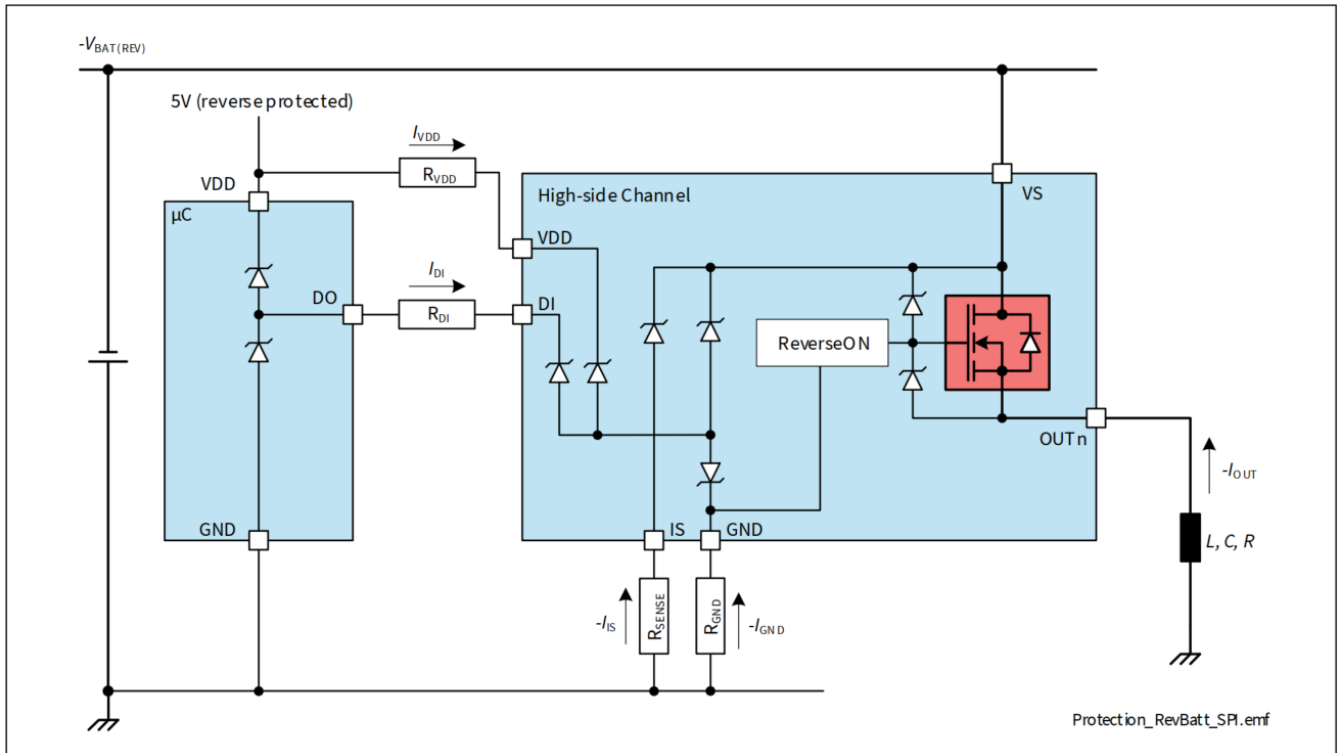 -VBAT(REV)
5V (reverse protected)
IVDD
RVDD
VDD
µC
High-side Channel
VS
VDD
IDI
DO
RDI
DI
ReverseON
OUTn
-IOUT
GND
IS
GND
L, C, R
-IIS
RSENSE
RGND
-IGND
Protection_RevBatt_SPI.emf